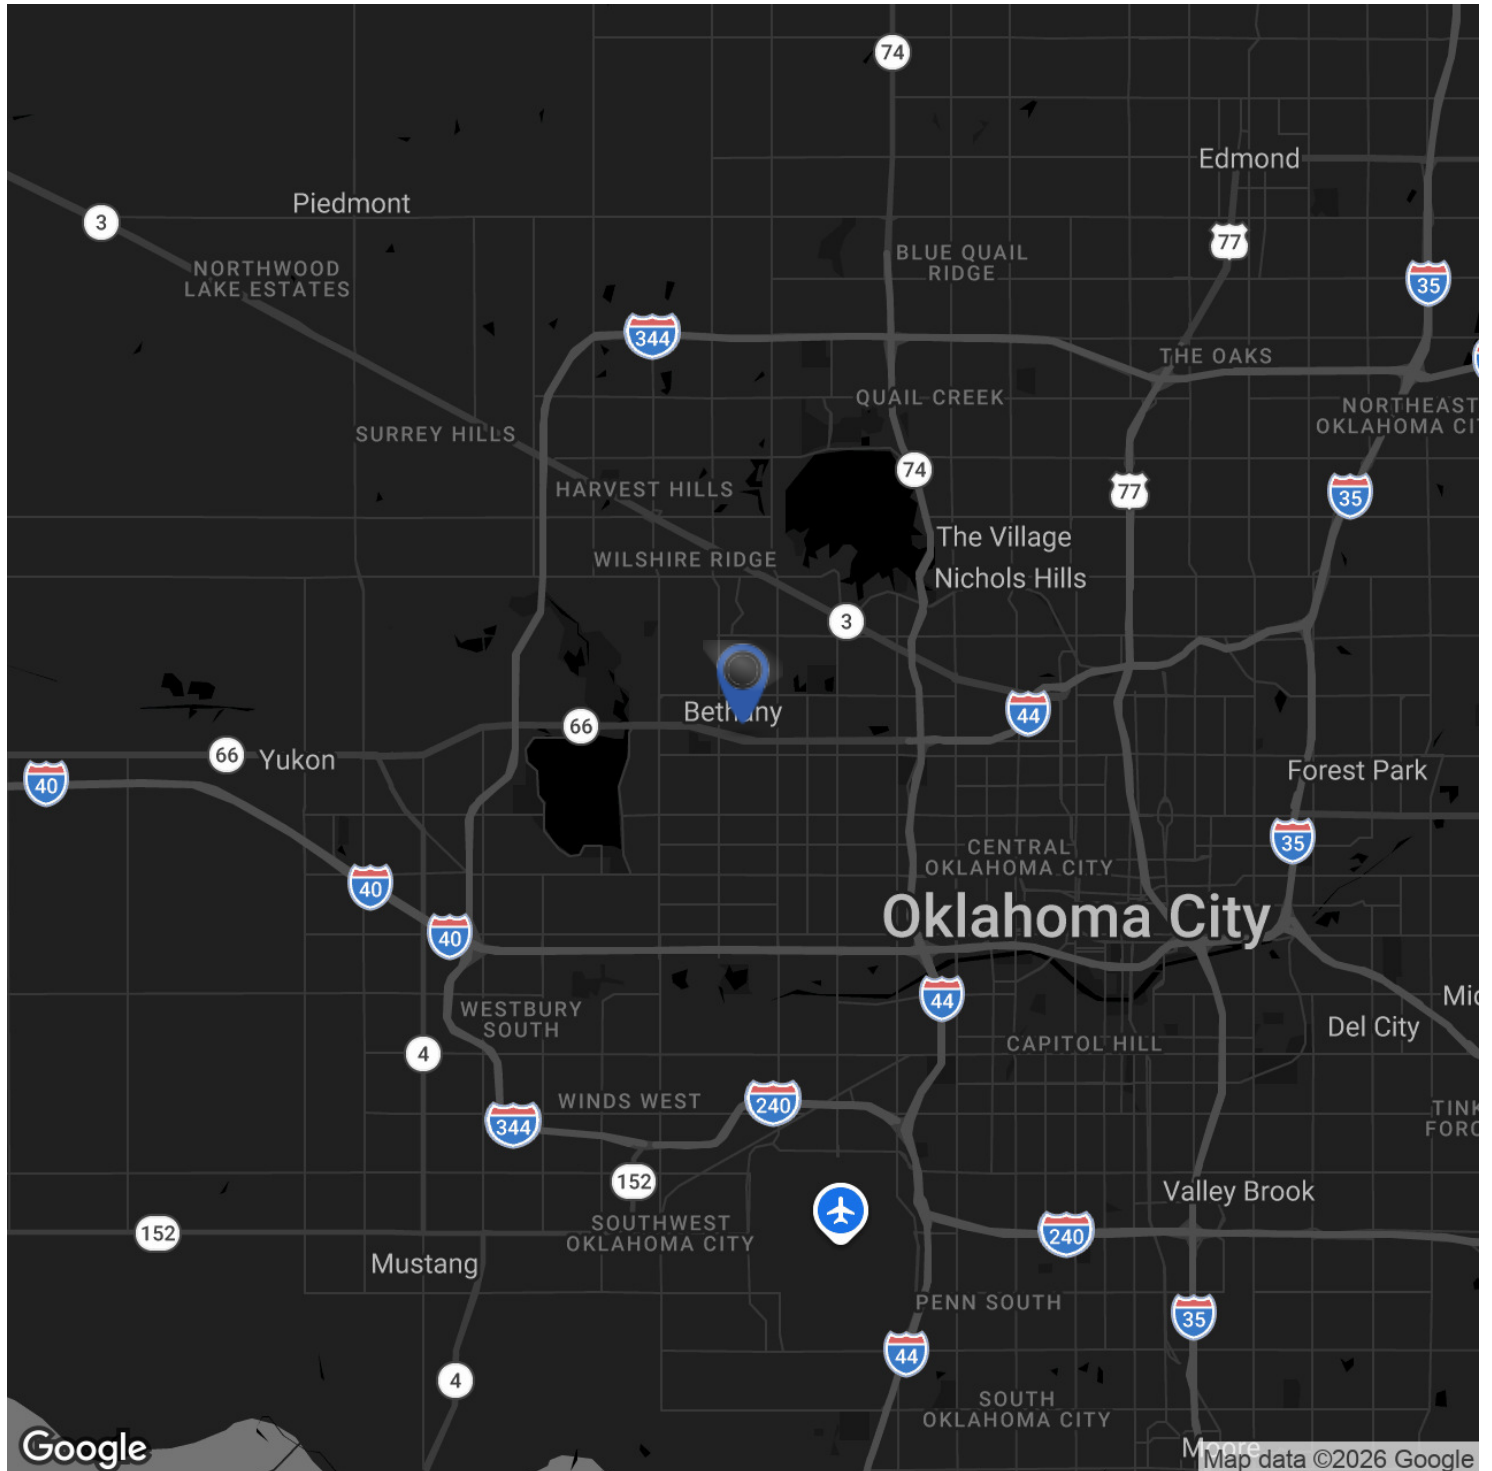 74
Edmond
Piedmont
3
77
BLUE QUAIL
RIDGE
NORTHWOOD
LAKE ESTATES
35
344
THE OAKS
QUAIL CREEK
NORTHEAST
OKLAHOMA CI
SURREY HILLS
74
HARVEST HILLS
77
35
The Village
WILSHIRE RIDGE
Nichols Hills
3
Bethany
44
66
66
Yukon
40
Forest Park
35
CENTRAL
OKLAHOMA CITY
40
Oklahoma City
40
44
Mid
WESTBURY
SOUTH
Del City
CAPITOL HILL
4
WINDS WEST
240
344
TINK
FORC
152
Valley Brook
152
SOUTHWEST
OKLAHOMA CITY
240
Mustang
PENN SOUTH
35
44
4
SOUTH
OKLAHOMA CITY
Google
Moore
Map data ©2026 Google